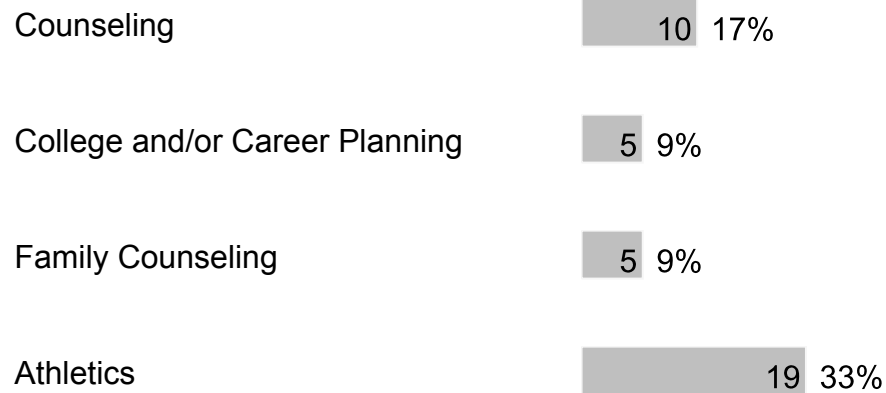 Counseling 10 17%
College and/or Career Planning 5 9%
Family Counseling 5 9%
Athletics 19 33%